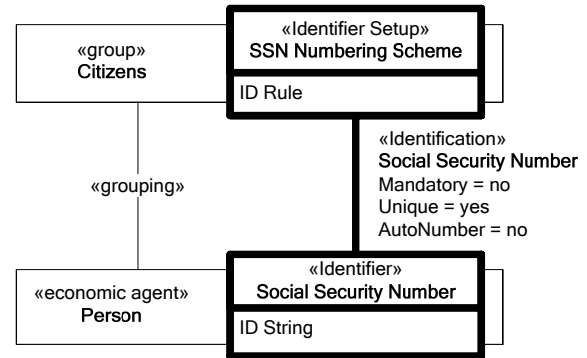 «group»
Citizens
«Identifier Setup»
SSN Numbering Scheme
ID Rule
«grouping»
«Identification»
Social Security Number
Mandatory = no
Unique = yes
AutoNumber = no
«economic agent»
Person
«Identifier»
Social Security Number
ID String